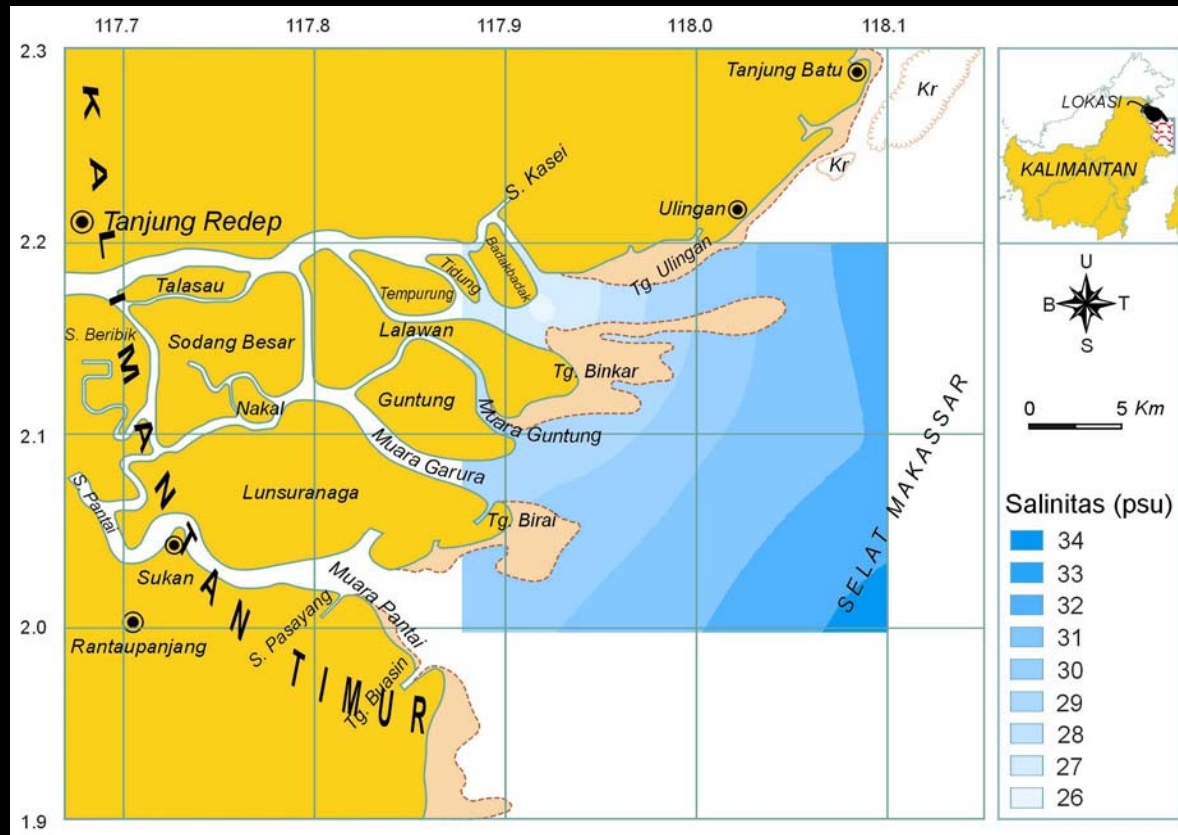 117.7 117.8 117.9 118.0 118.1
2.3
2.2
2.1
2.0
1.9
KALIMANTAN TIMUR
Tanjung Batu
Kr
Kr
S. Kasei
Ulingan
Tanjung Redep
Tg. Ulingan
Badakbadak
Tidung
Tempurung
Talasau
Lalawan
S. Beribik
Sodang Besar
Tg. Binkar
Nakal
Guntung
Muara Guntung
Muara Garura
S. Pantai
Lunsuranaga
Tg. Birai
Sukan
Muara Pantai
S. Pasayang
Rantaupanjang
Tg. Buasin
SELAT MAKASSAR
LOKASI
KALIMANTAN
U
B T
S
0 5 Km
Salinitas (psu)
34
33
32
31
30
29
28
27
26